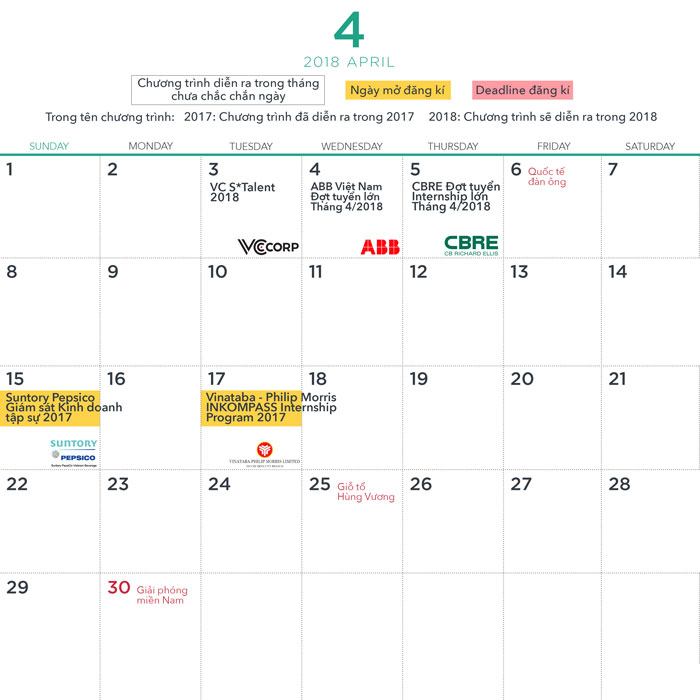 4
2018 APRIL
Chương trình diễn ra trong tháng
chưa chắc chắn ngày
Ngày mở đăng kí
Deadline đăng kí
Trong tên chương trình: 2017: Chương trình đã diễn ra trong 2017 2018: Chương trình sẽ diễn ra trong 2018
SUNDAY MONDAY TUESDAY WEDNESDAY THURSDAY FRIDAY SATURDAY
1
2
3
VC S*Talent
2018
VCCORP
4
ABB Việt Nam
Đợt tuyển lớn
Tháng 4/2018
ABB
5
CBRE Đợt tuyển
Internship lớn
Tháng 4/2018
CBRE
CB RICHARD ELLIS
6
Quốc tế
đàn ông
7
8
9
10
11
12
13
14
15
Suntory Pepsico
Giám sát Kinh doanh
tập sự 2017
SUNTORY
PEPSICO
Suntory PepsiCo Vietnam Beverage
16
17
Vinataba - Philip Morris
INKOMPASS Internship
Program 2017
VINATABA PHILIP MORRIS LIMITED
18
19
20
21
22
23
24
25
Giỗ tổ
Hùng Vương
26
27
28
29
30
Giải phóng
miền Nam